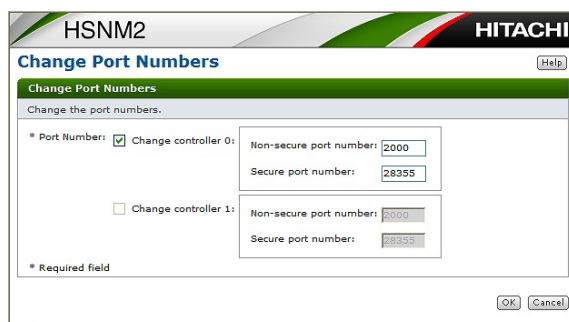 HSNM2 HITACHI
Change Port Numbers Help
Change Port Numbers
Change the port numbers.
* Port Number: Change controller 0: Non-secure port number: 2000
Secure port number: 28355
Change controller 1: Non-secure port number: 2000
Secure port number: 28355
* Required field
OK Cancel